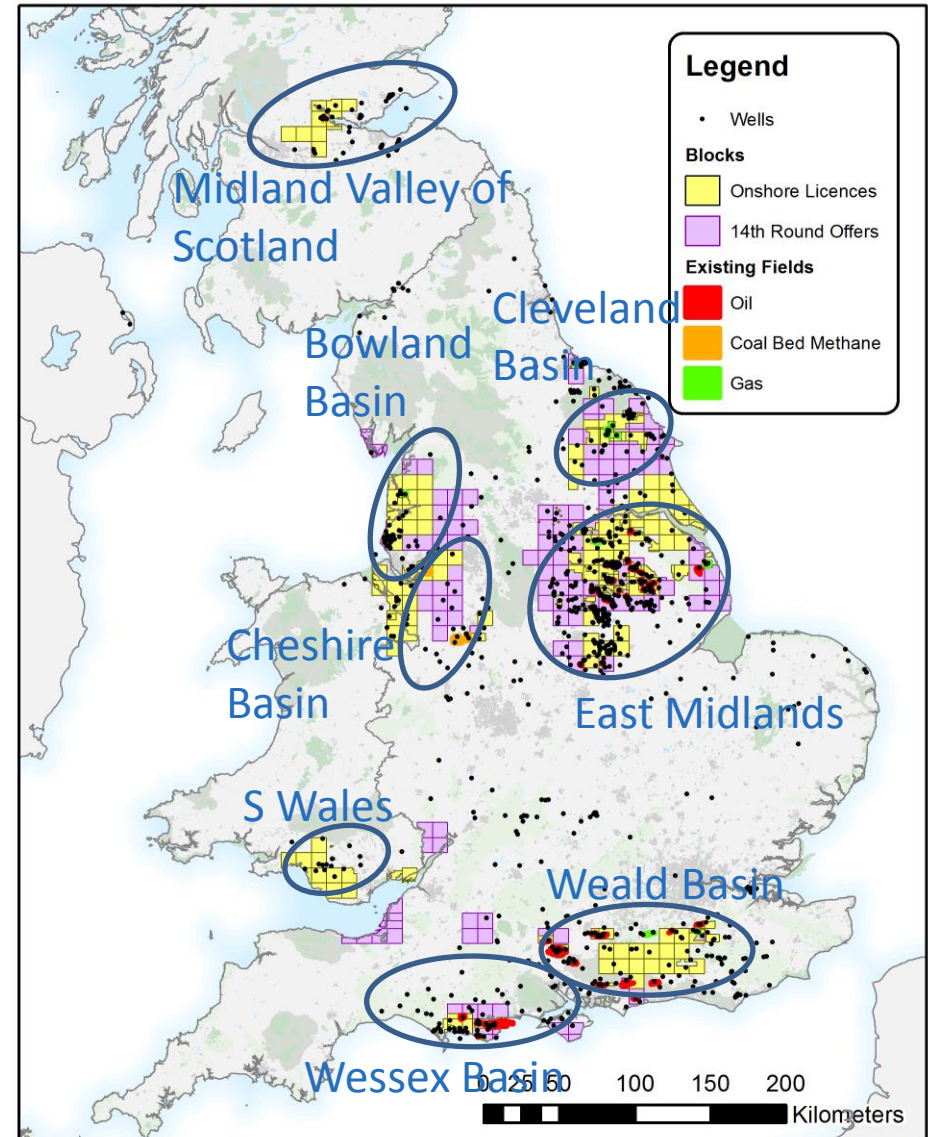 Legend
Wells
Blocks
Onshore Licences
14th Round Offers
Existing Fields
Oil
Coal Bed Methane
Gas
Midland Valley of
Scotland
Cleveland
Basin
Bowland
Basin
Cheshire
Basin
East Midlands
S Wales
Weald Basin
Wessex Basin
0 25 50 100 150 200
Kilometers